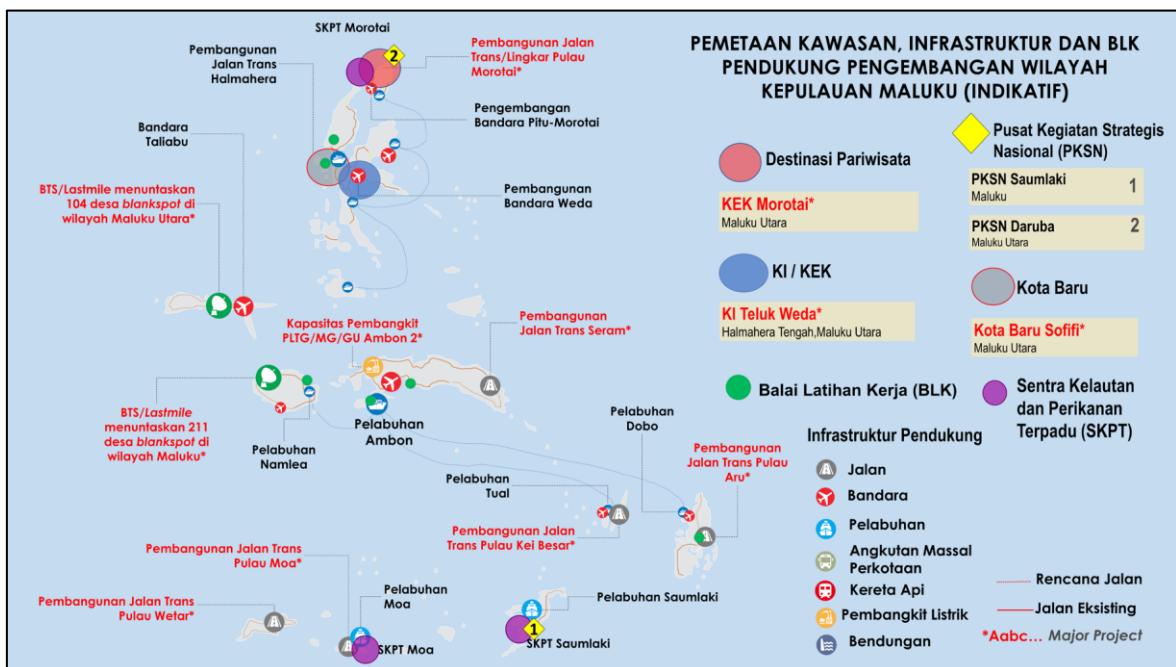 SKPT Morotai
Pembangunan
Jalan Trans
Halmahera
2
Pembangunan Jalan
Trans/Lingkar Pulau
Morotai*
Pengembangan
Bandara Pitu-Morotai
Bandara
Taliabu
BTS/Lastmile menuntaskan
104 desa blankspot di
wilayah Maluku Utara*
Pembangunan
Bandara Weda
Kapasitas Pembangkit
PLTG/MG/GU Ambon 2*
Pembangunan
Jalan Trans Seram*
BTS/Lastmile
menuntaskan 211
desa blankspot di
wilayah Maluku*
Pelabuhan
Namlea
Pelabuhan
Ambon
Pelabuhan
Tual
Pelabuhan
Dobo
Pembangunan
Jalan Trans Pulau
Aru*
Pembangunan Jalan
Trans Pulau Kei Besar*
Pembangunan Jalan Trans
Pulau Moa*
Pembangunan Jalan Trans
Pulau Wetar*
Pelabuhan
Moa
SKPT Moa
Pelabuhan Saumlaki
1
SKPT Saumlaki
PEMETAAN KAWASAN, INFRASTRUKTUR DAN BLK
PENDUKUNG PENGEMBANGAN WILAYAH
KEPULAUAN MALUKU (INDIKATIF)
Destinasi Pariwisata
KEK Morotai*
Maluku Utara
KI / KEK
KI Teluk Weda*
Halmahera Tengah,Maluku Utara
Balai Latihan Kerja (BLK)
Pusat Kegiatan Strategis
Nasional (PKSN)
PKSN Saumlaki 1
Maluku
PKSN Daruba 2
Maluku Utara
Kota Baru
Kota Baru Sofifi*
Maluku Utara
Sentra Kelautan
dan Perikanan
Terpadu (SKPT)
Infrastruktur Pendukung
Jalan
Bandara
Pelabuhan
Angkutan Massal
Perkotaan
Kereta Api
Pembangkit Listrik
Bendungan
Rencana Jalan
Jalan Eksisting
*Aabc... Major Project